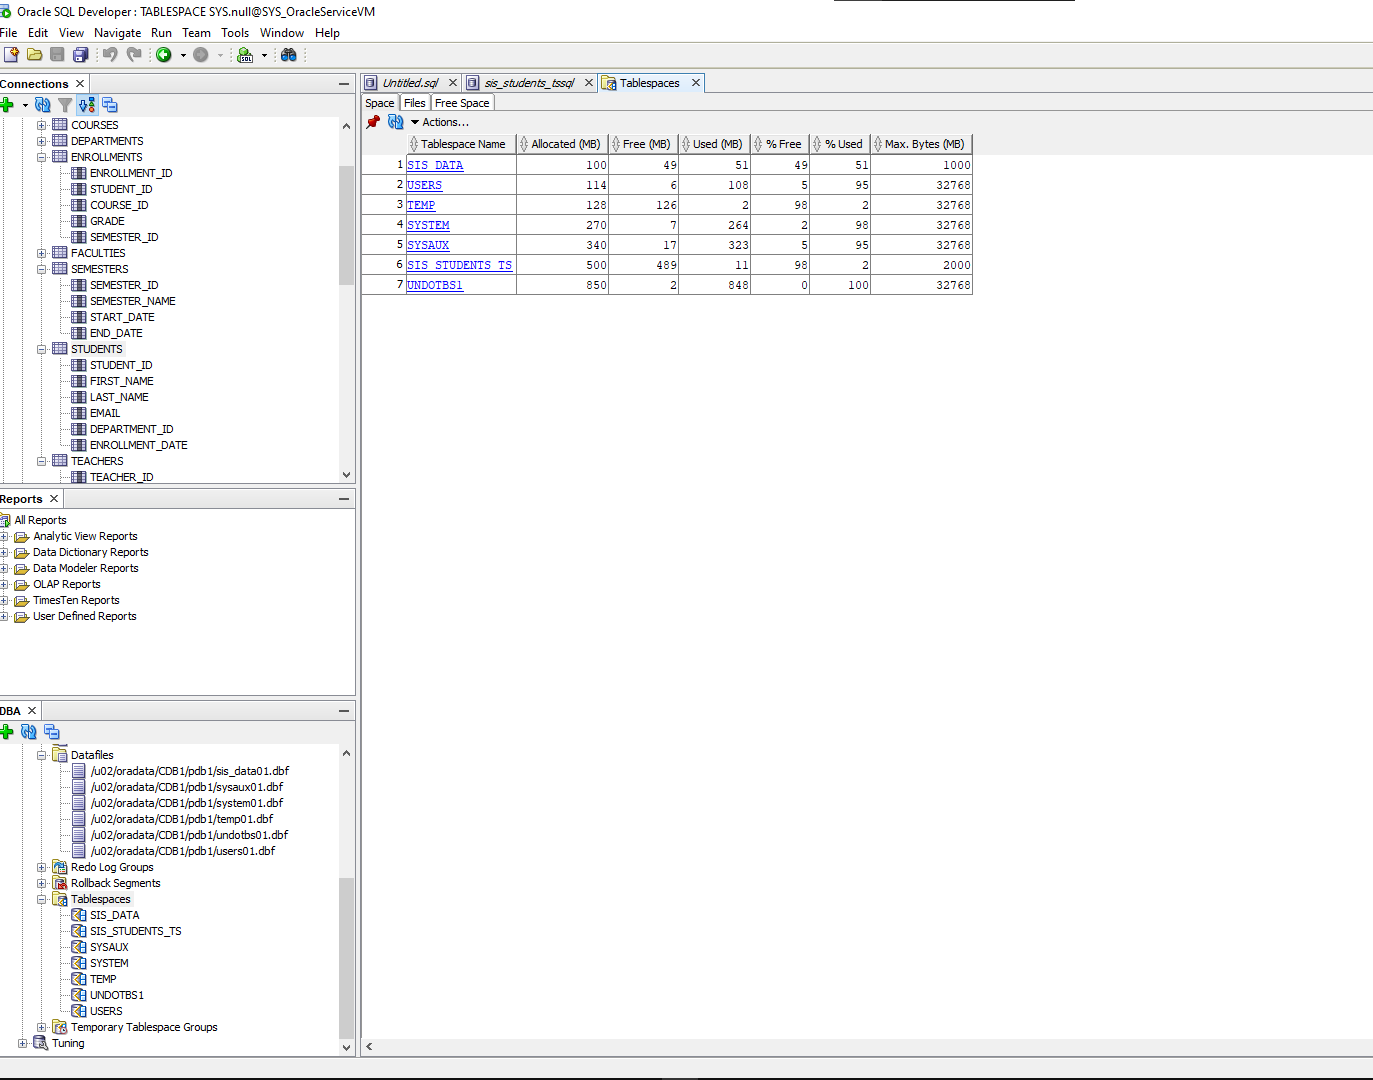 Oracle SQL Developer : TABLESPACE SYS.null@SYS_OracleServiceVM
File Edit View Navigate Run Team Tools Window Help
Connections
COURSES
DEPARTMENTS
ENROLLMENTS
ENROLLMENT_ID
STUDENT_ID
COURSE_ID
GRADE
SEMESTER_ID
FACULTIES
SEMESTERS
SEMESTER_ID
SEMESTER_NAME
START_DATE
END_DATE
STUDENTS
STUDENT_ID
FIRST_NAME
LAST_NAME
EMAIL
DEPARTMENT_ID
ENROLLMENT_DATE
TEACHERS
TEACHER_ID
Reports
All Reports
Analytic View Reports
Data Dictionary Reports
Data Modeler Reports
OLAP Reports
TimesTen Reports
User Defined Reports
DBA
Datafiles
/u02/oradata/CDB1/pdb1/sis_data01.dbf
/u02/oradata/CDB1/pdb1/sysaux01.dbf
/u02/oradata/CDB1/pdb1/system01.dbf
/u02/oradata/CDB1/pdb1/temp01.dbf
/u02/oradata/CDB1/pdb1/undotbs01.dbf
/u02/oradata/CDB1/pdb1/users01.dbf
Redo Log Groups
Rollback Segments
Tablespaces
SIS_DATA
SIS_STUDENTS_TS
SYSAUX
SYSTEM
TEMP
UNDOTBS1
USERS
Temporary Tablespace Groups
Tuning
Untitled.sql sis_students_tssql Tablespaces
Space Files Free Space
Actions...
Tablespace Name Allocated (MB) Free (MB) Used (MB) % Free % Used Max. Bytes (MB)
1 SIS_DATA 100 49 51 49 51 1000
2 USERS 114 6 108 5 95 32768
3 TEMP 128 126 2 98 2 32768
4 SYSTEM 270 7 264 2 98 32768
5 SYSAUX 340 17 323 5 95 32768
6 SIS_STUDENTS_TS 500 489 11 98 2 2000
7 UNDOTBS1 850 2 848 0 100 32768